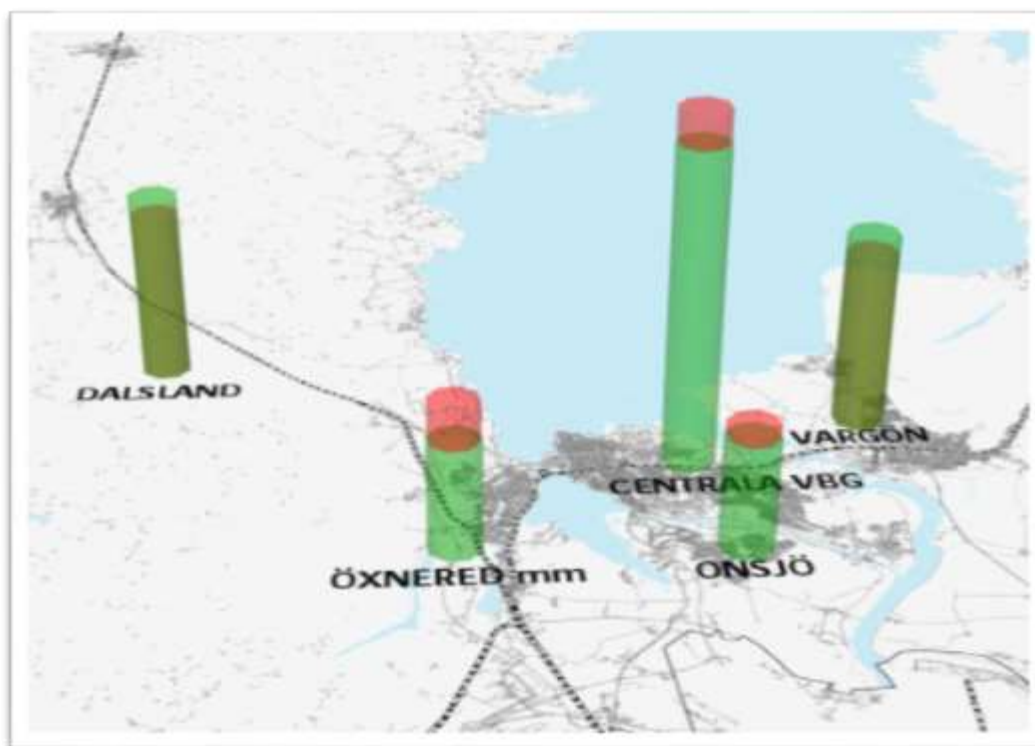 DALSLAND
VARGÖN
CENTRALA VBG
ONSJÖ
ÖXNERED mm